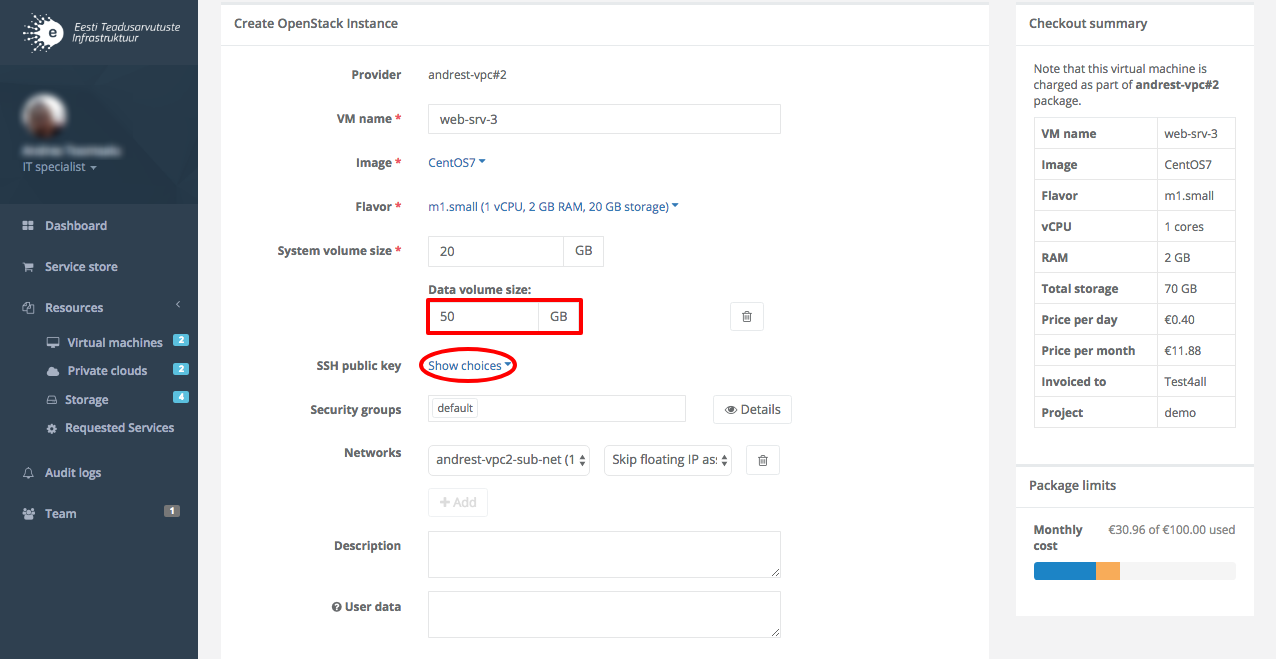 e
Eesti Teadusarvutuste
Infrastruktuur
IT specialist
Dashboard
Service store
Resources
Virtual machines 2
Private clouds 2
Storage 4
Requested Services
Audit logs
Team 1
Create OpenStack Instance
Provider andrest-vpc#2
VM name * web-srv-3
Image * CentOS7
Flavor * m1.small (1 vCPU, 2 GB RAM, 20 GB storage)
System volume size * 20 GB
Data volume size:
50 GB
SSH public key Show choices
Security groups default Details
Networks andrest-vpc2-sub-net (1 Skip floating IP as
+ Add
Description
User data
Checkout summary
Note that this virtual machine is
charged as part of andrest-vpc#2
package.
VM name web-srv-3
Image CentOS7
Flavor m1.small
vCPU 1 cores
RAM 2 GB
Total storage 70 GB
Price per day €0.40
Price per month €11.88
Invoiced to Test4all
Project demo
Package limits
Monthly €30.96 of €100.00 used
cost